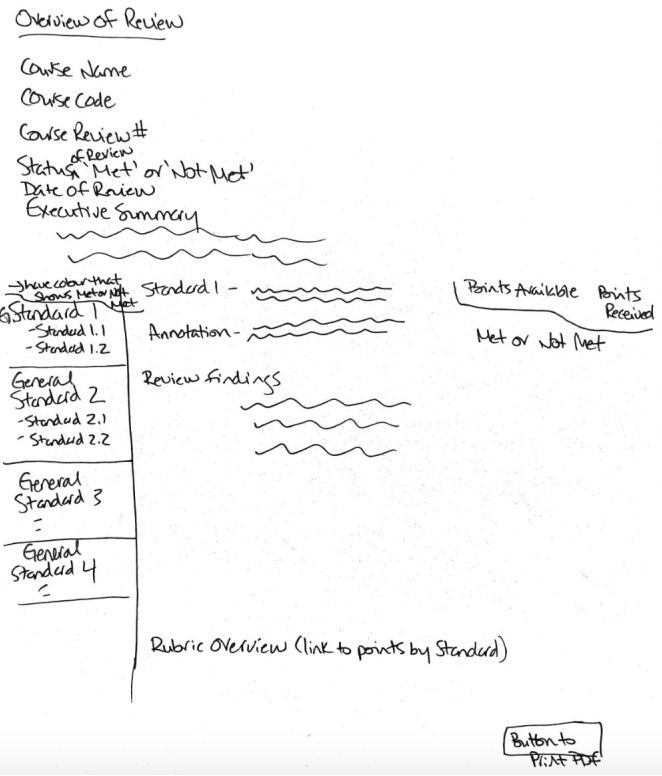 Overview of Review
Course Name
Course Code
Course Review #
Status of Review 'Met' or 'Not Met'
Date of Review
Executive Summary
→ have colour that
shows Met or Not
Met
G Standard 1
- Standard 1.1
- Standard 1.2
General
Standard 2
- Standard 2.1
- Standard 2.2
General
Standard 3
General
Standard 4
Standard 1 -
Annotation -
Review findings
Points Available Points
Received
Met or Not Met
Rubric Overview (link to points by Standard)
Button to
Print PDF